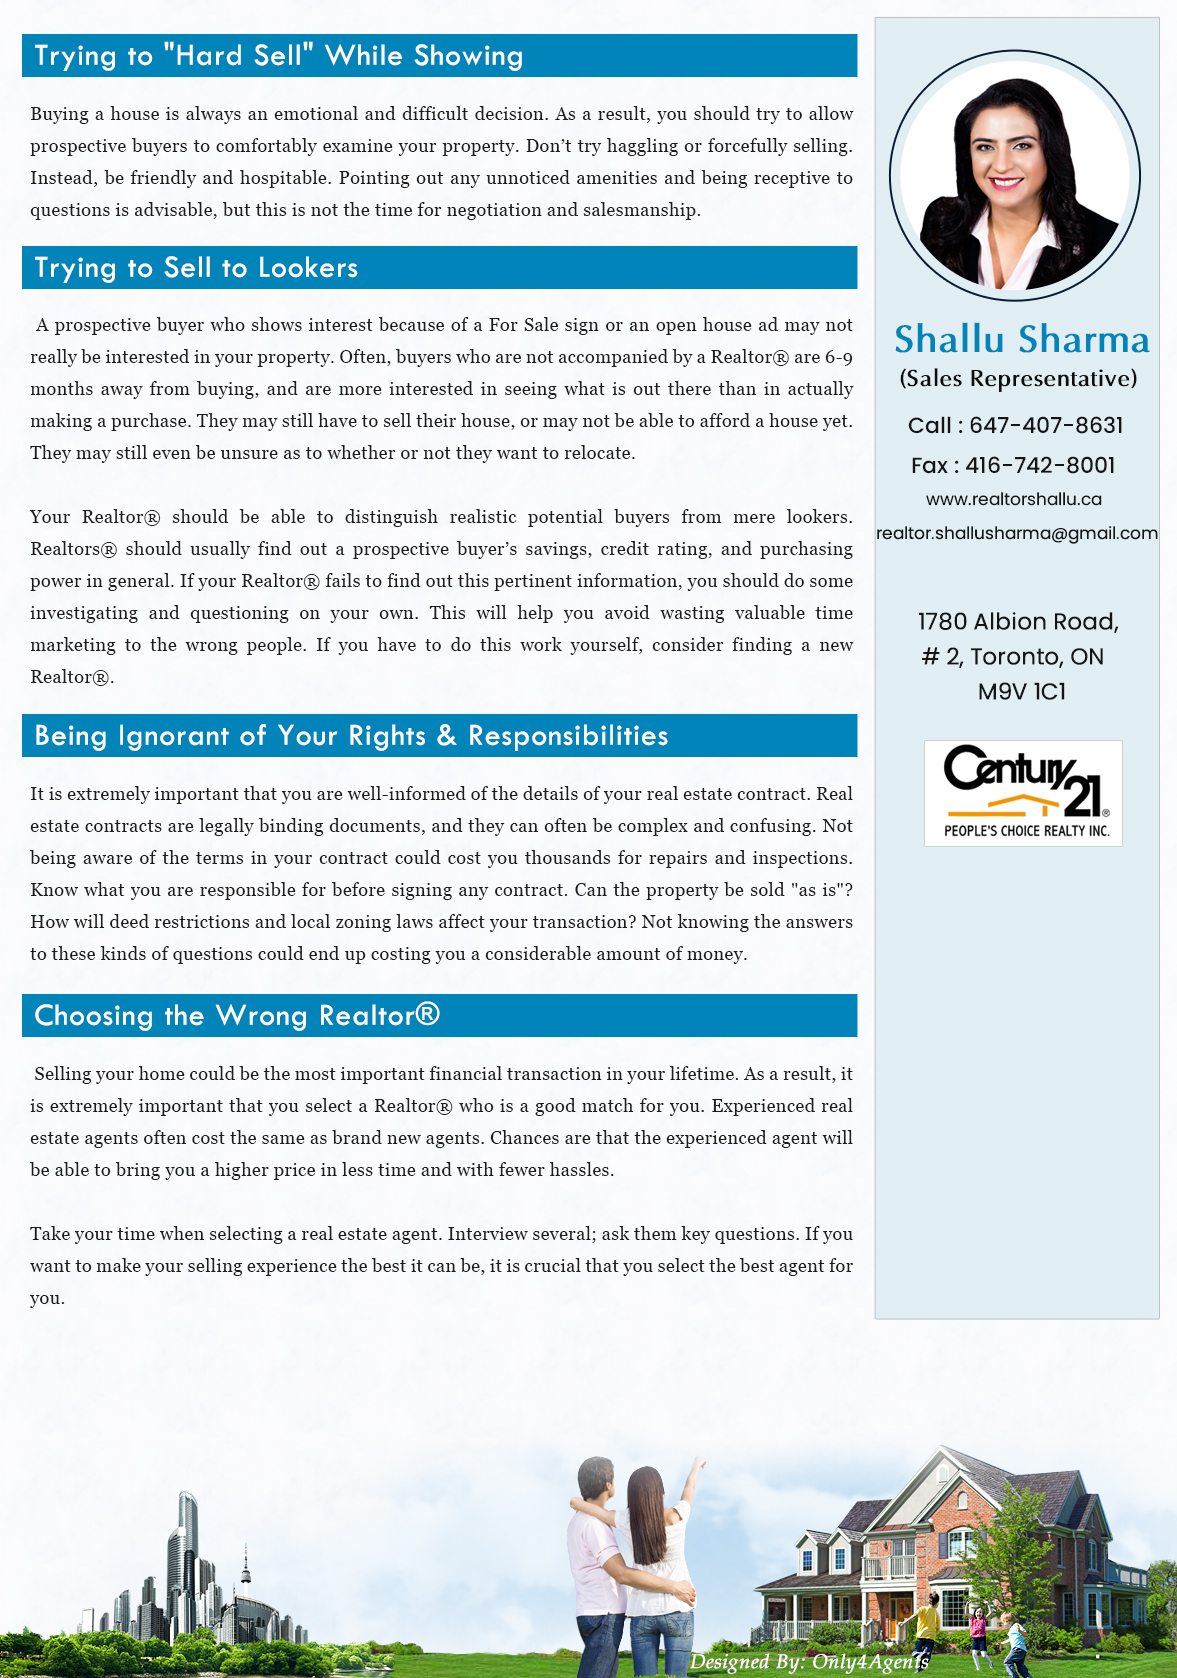 Trying to "Hard Sell" While Showing
Buying a house is always an emotional and difficult decision. As a result, you should try to allow
prospective buyers to comfortably examine your property. Don’t try haggling or forcefully selling.
Instead, be friendly and hospitable. Pointing out any unnoticed amenities and being receptive to
questions is advisable, but this is not the time for negotiation and salesmanship.
Trying to Sell to Lookers
A prospective buyer who shows interest because of a For Sale sign or an open house ad may not
really be interested in your property. Often, buyers who are not accompanied by a Realtor® are 6-9
months away from buying, and are more interested in seeing what is out there than in actually
making a purchase. They may still have to sell their house, or may not be able to afford a house yet.
They may still even be unsure as to whether or not they want to relocate.
Your Realtor® should be able to distinguish realistic potential buyers from mere lookers.
Realtors® should usually find out a prospective buyer’s savings, credit rating, and purchasing
power in general. If your Realtor® fails to find out this pertinent information, you should do some
investigating and questioning on your own. This will help you avoid wasting valuable time
marketing to the wrong people. If you have to do this work yourself, consider finding a new
Realtor®.
Being Ignorant of Your Rights & Responsibilities
It is extremely important that you are well-informed of the details of your real estate contract. Real
estate contracts are legally binding documents, and they can often be complex and confusing. Not
being aware of the terms in your contract could cost you thousands for repairs and inspections.
Know what you are responsible for before signing any contract. Can the property be sold "as is"?
How will deed restrictions and local zoning laws affect your transaction? Not knowing the answers
to these kinds of questions could end up costing you a considerable amount of money.
Choosing the Wrong Realtor®
Selling your home could be the most important financial transaction in your lifetime. As a result, it
is extremely important that you select a Realtor® who is a good match for you. Experienced real
estate agents often cost the same as brand new agents. Chances are that the experienced agent will
be able to bring you a higher price in less time and with fewer hassles.
Take your time when selecting a real estate agent. Interview several; ask them key questions. If you
want to make your selling experience the best it can be, it is crucial that you select the best agent for
you.
Shallu Sharma
(Sales Representative)
Call : 647-407-8631
Fax : 416-742-8001
www.realtorshallu.ca
realtor.shallusharma@gmail.com
1780 Albion Road,
# 2, Toronto, ON
M9V 1C1
Century
21®
PEOPLE'S CHOICE REALTY INC.
Designed By: Only4Agents